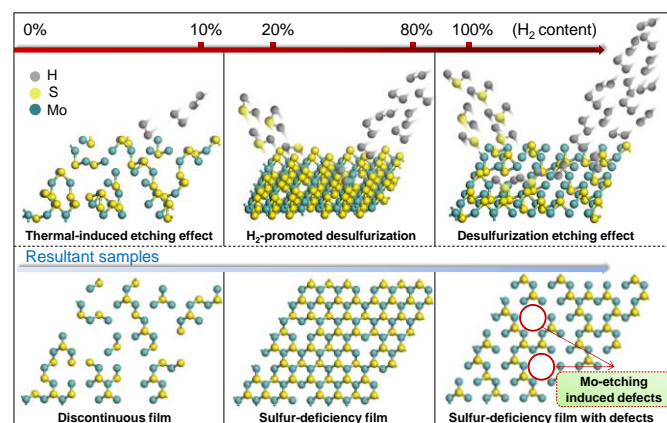 0% 10% 20% 80% 100% (H₂ content)
H
S
Mo
Thermal-induced etching effect
H₂-promoted desulfurization
Desulfurization etching effect
Resultant samples
Mo-etching
induced defects
Discontinuous film
Sulfur-deficiency film
Sulfur-deficiency film with defects